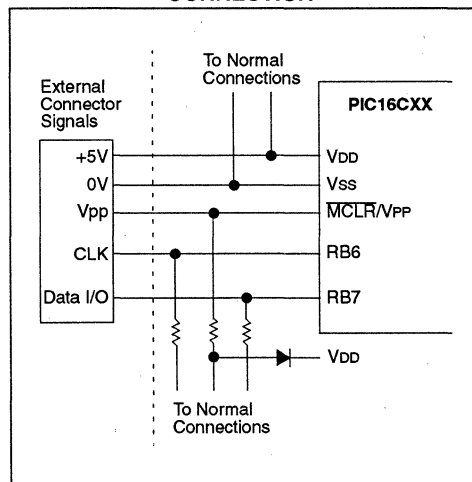 CONNECTION
To Normal
Connections
External
Connector
Signals
PIC16CXX
+5V
VDD
0V
VSS
Vpp
MCLR/VPP
CLK
RB6
Data I/O
RB7
VDD
To Normal
Connections